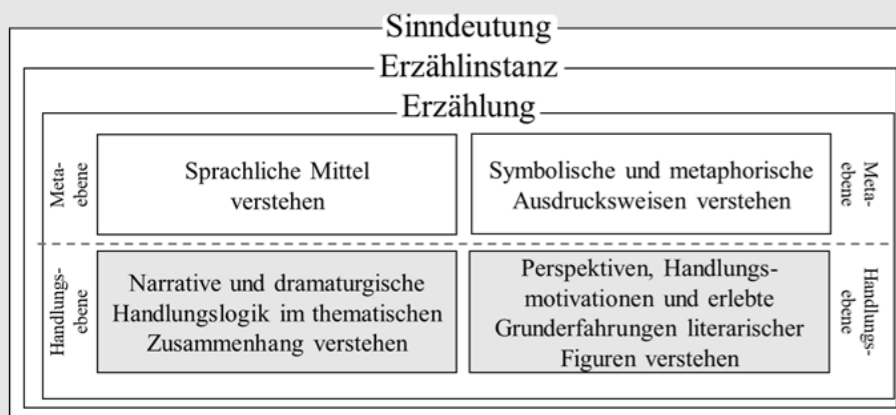 Sinndeutung
Erzählinstanz
Erzählung
Meta-
ebene
Sprachliche Mittel
verstehen
Symbolische und metaphorische
Ausdrucksweisen verstehen
Meta-
ebene
Handlungs-
ebene
Narrative und dramaturgische
Handlungslogik im thematischen
Zusammenhang verstehen
Perspektiven, Handlungs-
motivationen und erlebte
Grunderfahrungen literarischer
Figuren verstehen
Handlungs-
ebene